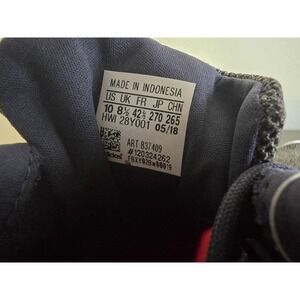 MADE IN INDONESIA
US UK FR JP CHN
10 8½ 42⅔ 270 265
HWI 28Y001 05/18
ART B37409
#120324262